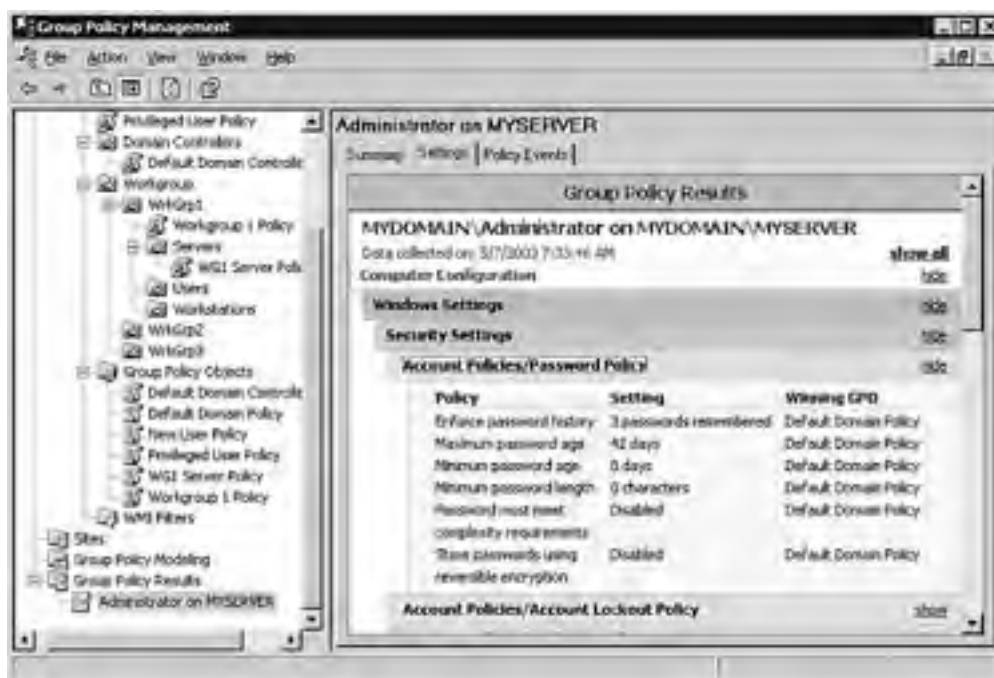 Group Policy Management
File Action View Window Help
Privileged User Policy
Domain Controllers
Default Domain Controlle
Workgroup
WrkGrp1
Workgroup 1 Policy
Servers
WG1 Server Poli
Users
Workstations
WrkGrp2
WrkGrp3
Group Policy Objects
Default Domain Controlle
Default Domain Policy
New User Policy
Privileged User Policy
WG1 Server Policy
Workgroup 1 Policy
WMI Filters
Sites
Group Policy Modeling
Group Policy Results
Administrator on MYSERVER
Administrator on MYSERVER
Summary Settings Policy Events
Group Policy Results
MYDOMAIN\Administrator on MYDOMAIN\MYSERVER
Data collected on: 5/7/2003 AM show all
Computer Configuration hide
Windows Settings hide
Security Settings hide
Account Policies/Password Policy hide
Policy Setting Winning GPO
Enforce password history 3 passwords remembered Default Domain Policy
Maximum password age 42 days Default Domain Policy
Minimum password age 0 days Default Domain Policy
Minimum password length 0 characters Default Domain Policy
Password must meet Disabled Default Domain Policy
complexity requirements
Store passwords using Disabled Default Domain Policy
reversible encryption
Account Policies/Account Lockout Policy show